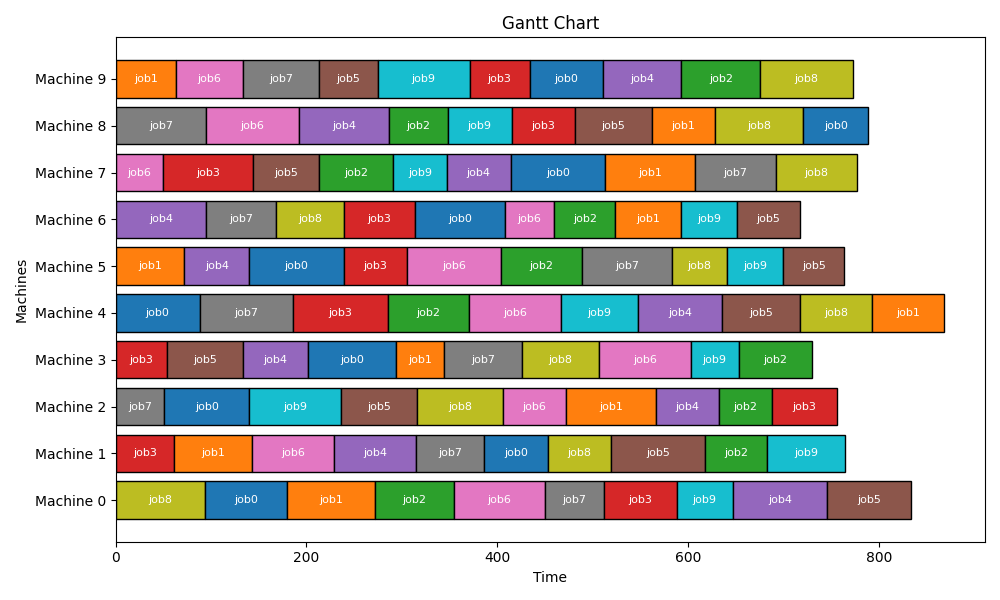 Gantt Chart
Machine 9 job1 job6 job7 job5 job9 job3 job0 job4 job2 job8
Machine 8 job7 job6 job4 job2 job9 job3 job5 job1 job8 job0
Machine 7 job6 job3 job5 job2 job9 job4 job0 job1 job7 job8
Machine 6 job4 job7 job8 job3 job0 job6 job2 job1 job9 job5
Machine 5 job1 job4 job0 job3 job6 job2 job7 job8 job9 job5
Machine 4 job0 job7 job3 job2 job6 job9 job4 job5 job8 job1
Machine 3 job3 job5 job4 job0 job1 job7 job8 job6 job9 job2
Machine 2 job7 job0 job9 job5 job8 job6 job1 job4 job2 job3
Machine 1 job3 job1 job6 job4 job7 job0 job8 job5 job2 job9
Machine 0 job8 job0 job1 job2 job6 job7 job3 job9 job4 job5
Machines
0 200 400 600 800
Time